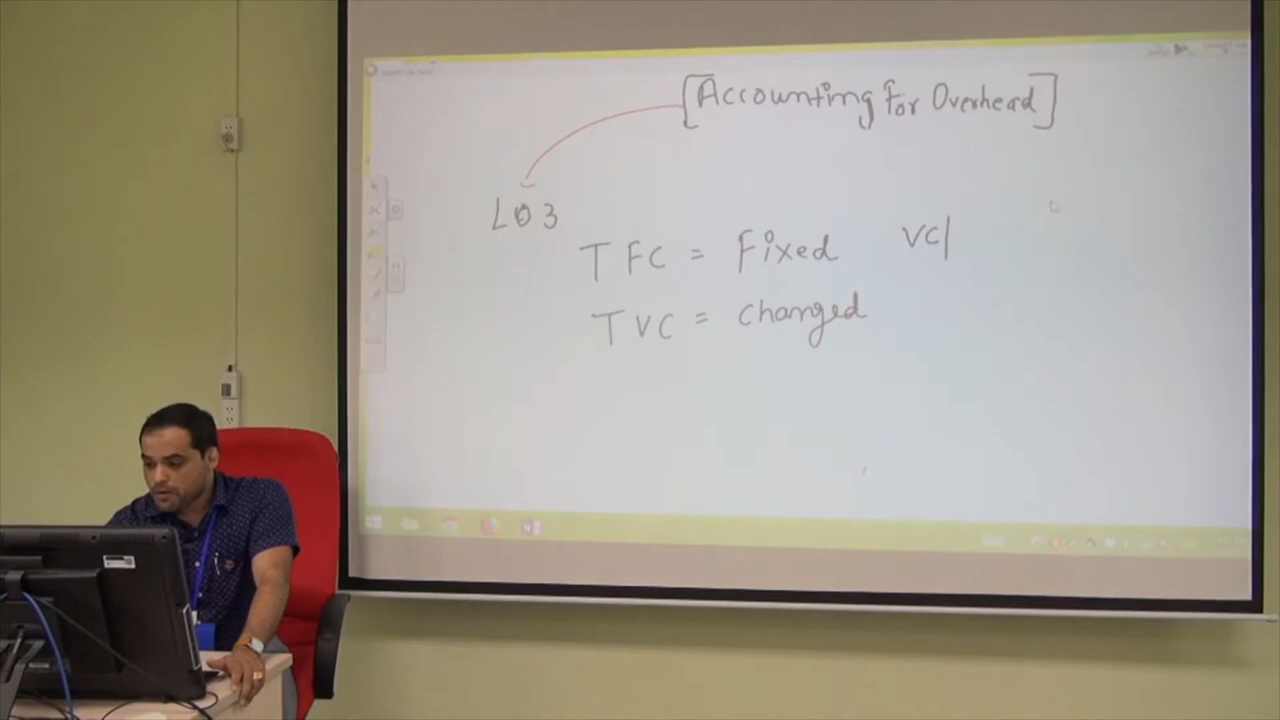 [Accounting For Overhead]
LO3
TFC = Fixed VC/
TVC = changed